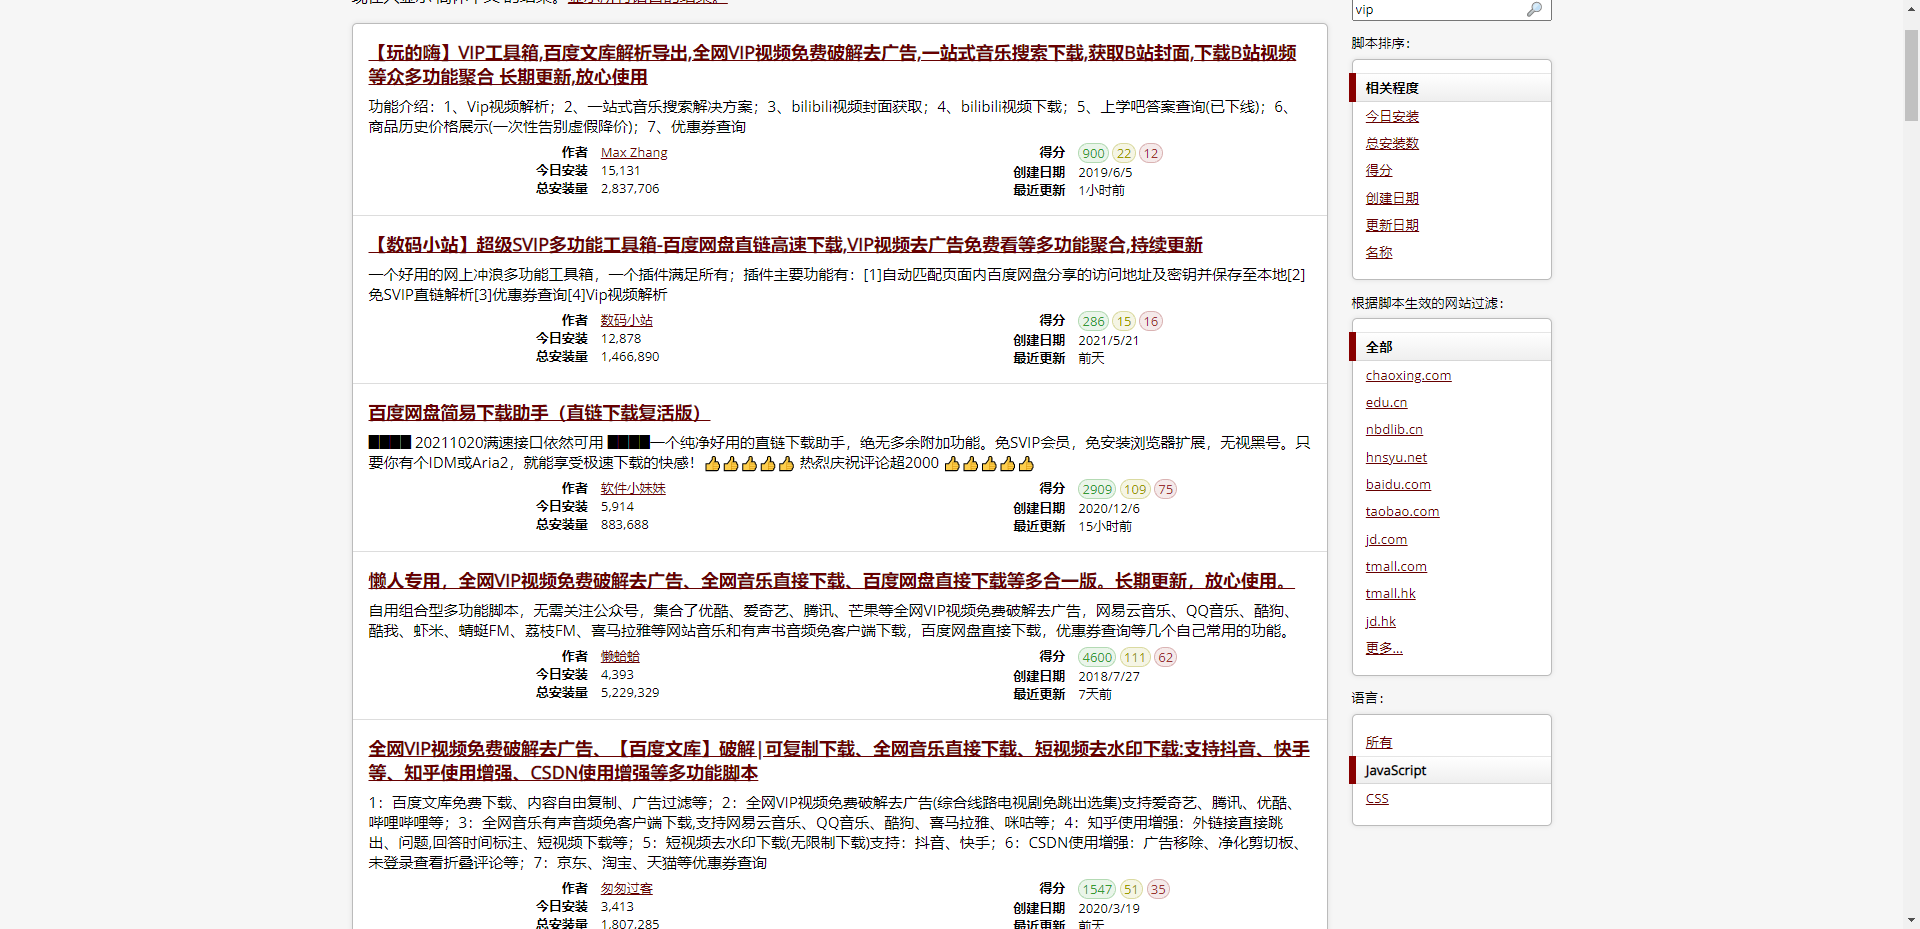 现在只显示 简体中文 的结果。显示所有语言的结果。
【玩的嗨】VIP工具箱,百度文库解析导出,全网VIP视频免费破解去广告,一站式音乐搜索下载,获取B站封面,下载B站视频
等众多功能聚合 长期更新,放心使用
功能介绍：1、Vip视频解析；2、一站式音乐搜索解决方案；3、bilibili视频封面获取；4、bilibili视频下载；5、上学吧答案查询(已下线)；6、
商品历史价格展示(一次性告别虚假降价)；7、优惠券查询
作者 Max Zhang 得分 900 22 12
今日安装 15,131 创建日期 2019/6/5
总安装量 2,837,706 最近更新 1小时前
【数码小站】超级SVIP多功能工具箱-百度网盘直链高速下载,VIP视频去广告免费看等多功能聚合,持续更新
一个好用的网上冲浪多功能工具箱，一个插件满足所有；插件主要功能有：[1]自动匹配页面内百度网盘分享的访问地址及密钥并保存至本地[2]
免SVIP直链解析[3]优惠券查询[4]Vip视频解析
作者 数码小站 得分 286 15 16
今日安装 12,878 创建日期 2021/5/21
总安装量 1,466,890 最近更新 前天
百度网盘简易下载助手（直链下载复活版）
████ 20211020满速接口依然可用 ████一个纯净好用的直链下载助手，绝无多余附加功能。免SVIP会员，免安装浏览器扩展，无视黑号。只
要你有个IDM或Aria2，就能享受极速下载的快感！👍👍👍👍👍 热烈庆祝评论超2000 👍👍👍👍👍
作者 软件小妹妹 得分 2909 109 75
今日安装 5,914 创建日期 2020/12/6
总安装量 883,688 最近更新 15小时前
懒人专用，全网VIP视频免费破解去广告、全网音乐直接下载、百度网盘直接下载等多合一版。长期更新，放心使用。
自用组合型多功能脚本，无需关注公众号，集合了优酷、爱奇艺、腾讯、芒果等全网VIP视频免费破解去广告，网易云音乐、QQ音乐、酷狗、
酷我、虾米、蜻蜓FM、荔枝FM、喜马拉雅等网站音乐和有声书音频免客户端下载，百度网盘直接下载，优惠券查询等几个自己常用的功能。
作者 懒蛤蛤 得分 4600 111 62
今日安装 4,393 创建日期 2018/7/27
总安装量 5,229,329 最近更新 7天前
全网VIP视频免费破解去广告、【百度文库】破解|可复制下载、全网音乐直接下载、短视频去水印下载:支持抖音、快手
等、知乎使用增强、CSDN使用增强等多功能脚本
1：百度文库免费下载、内容自由复制、广告过滤等；2：全网VIP视频免费破解去广告(综合线路电视剧免跳出选集)支持爱奇艺、腾讯、优酷、
哔哩哔哩等；3：全网音乐有声音频免客户端下载,支持网易云音乐、QQ音乐、酷狗、喜马拉雅、咪咕等；4：知乎使用增强：外链接直接跳
出、问题,回答时间标注、短视频下载等；5：短视频去水印下载(无限制下载)支持：抖音、快手；6：CSDN使用增强：广告移除、净化剪切板、
未登录查看折叠评论等；7：京东、淘宝、天猫等优惠券查询
作者 匆匆过客 得分 1547 51 35
今日安装 3,413 创建日期 2020/3/19
总安装量 1,807,285 最近更新 前天
vip
脚本排序：
相关程度
今日安装
总安装数
得分
创建日期
更新日期
名称
根据脚本生效的网站过滤：
全部
chaoxing.com
edu.cn
nbdlib.cn
hnsyu.net
baidu.com
taobao.com
jd.com
tmall.com
tmall.hk
jd.hk
更多...
语言：
所有
JavaScript
CSS